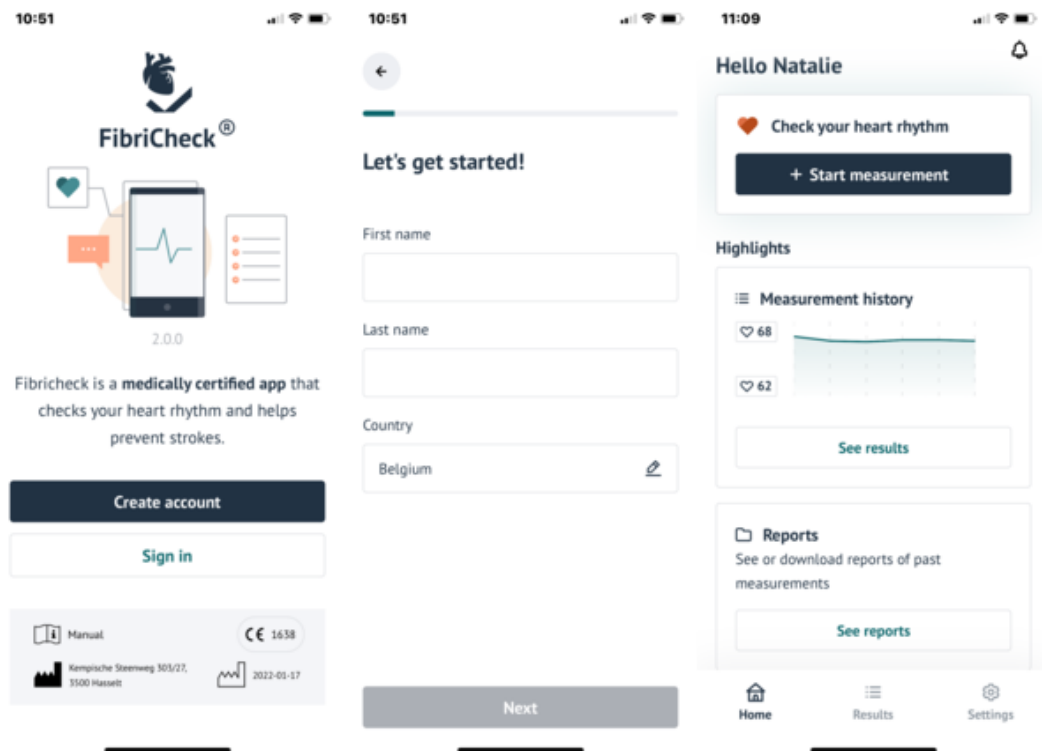 10:51
FibriCheck®
2.0.0
Fibricheck is a medically certified app that
checks your heart rhythm and helps
prevent strokes.
Create account
Sign in
Manual
CE 1638
Kempische Steenweg 303/27,
3500 Hasselt
2022-01-17
10:51
Let's get started!
First name
Last name
Country
Belgium
Next
11:09
Hello Natalie
Check your heart rhythm
+ Start measurement
Highlights
Measurement history
68
62
See results
Reports
See or download reports of past
measurements
See reports
Home
Results
Settings